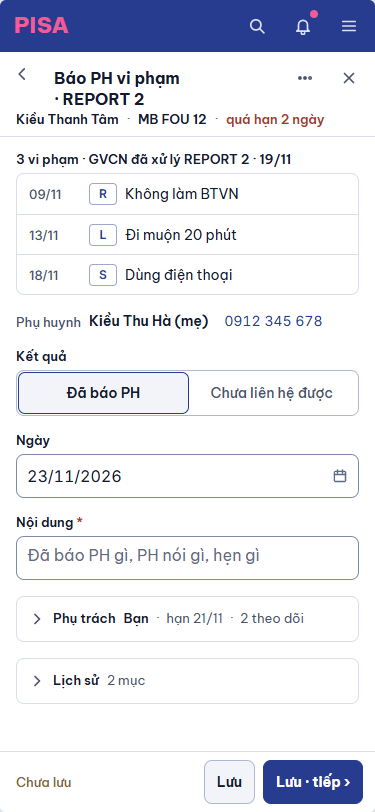 PISA
Báo PH vi phạm
· REPORT 2
Kiều Thanh Tâm · MB FOU 12 · quá hạn 2 ngày
3 vi phạm · GVCN đã xử lý REPORT 2 · 19/11
09/11 R Không làm BTVN
13/11 L Đi muộn 20 phút
18/11 S Dùng điện thoại
Phụ huynh Kiều Thu Hà (mẹ) 0912 345 678
Kết quả
Đã báo PH Chưa liên hệ được
Ngày
23/11/2026
Nội dung *
Đã báo PH gì, PH nói gì, hẹn gì
Phụ trách Bạn · hạn 21/11 · 2 theo dõi
Lịch sử 2 mục
Chưa lưu Lưu Lưu · tiếp ›